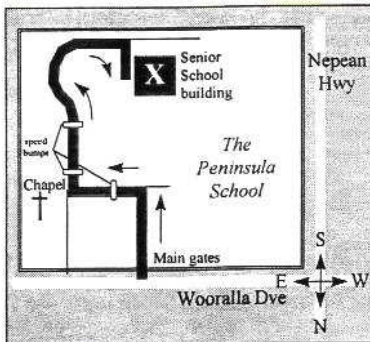 X
Senior
School
building
Nepean
Hwy
speed
bumps
The
Peninsula
School
Chapel
Main gates
Wooralla Dve
S
E
W
N